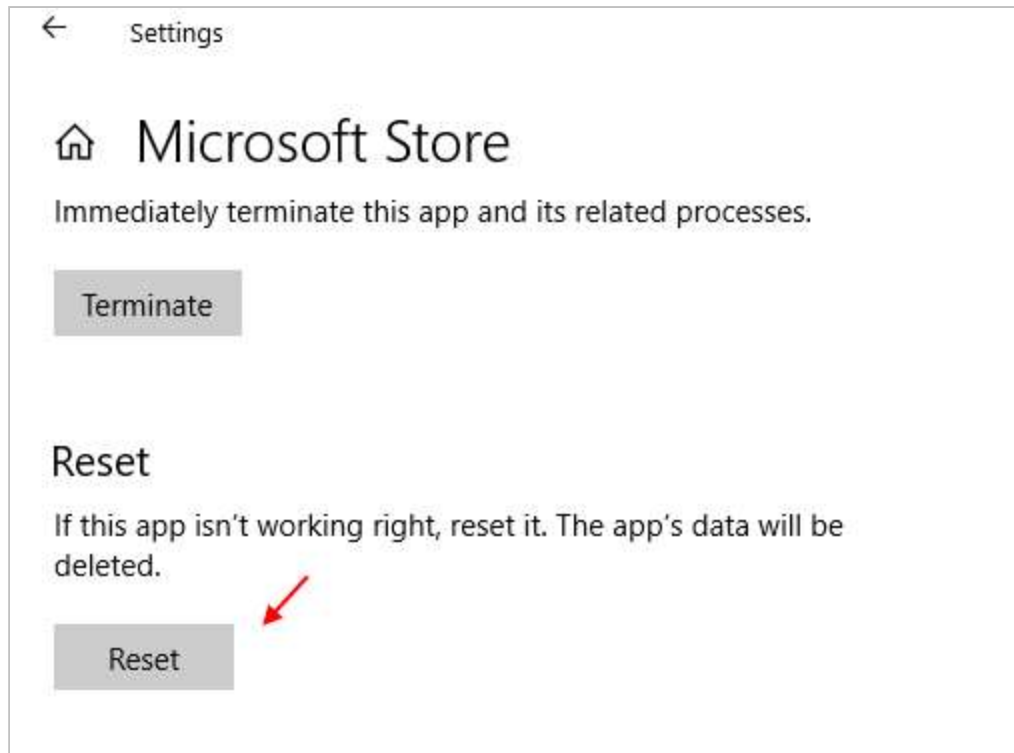 Settings
Microsoft Store
Immediately terminate this app and its related processes.
Terminate
Reset
If this app isn’t working right, reset it. The app’s data will be
deleted.
Reset